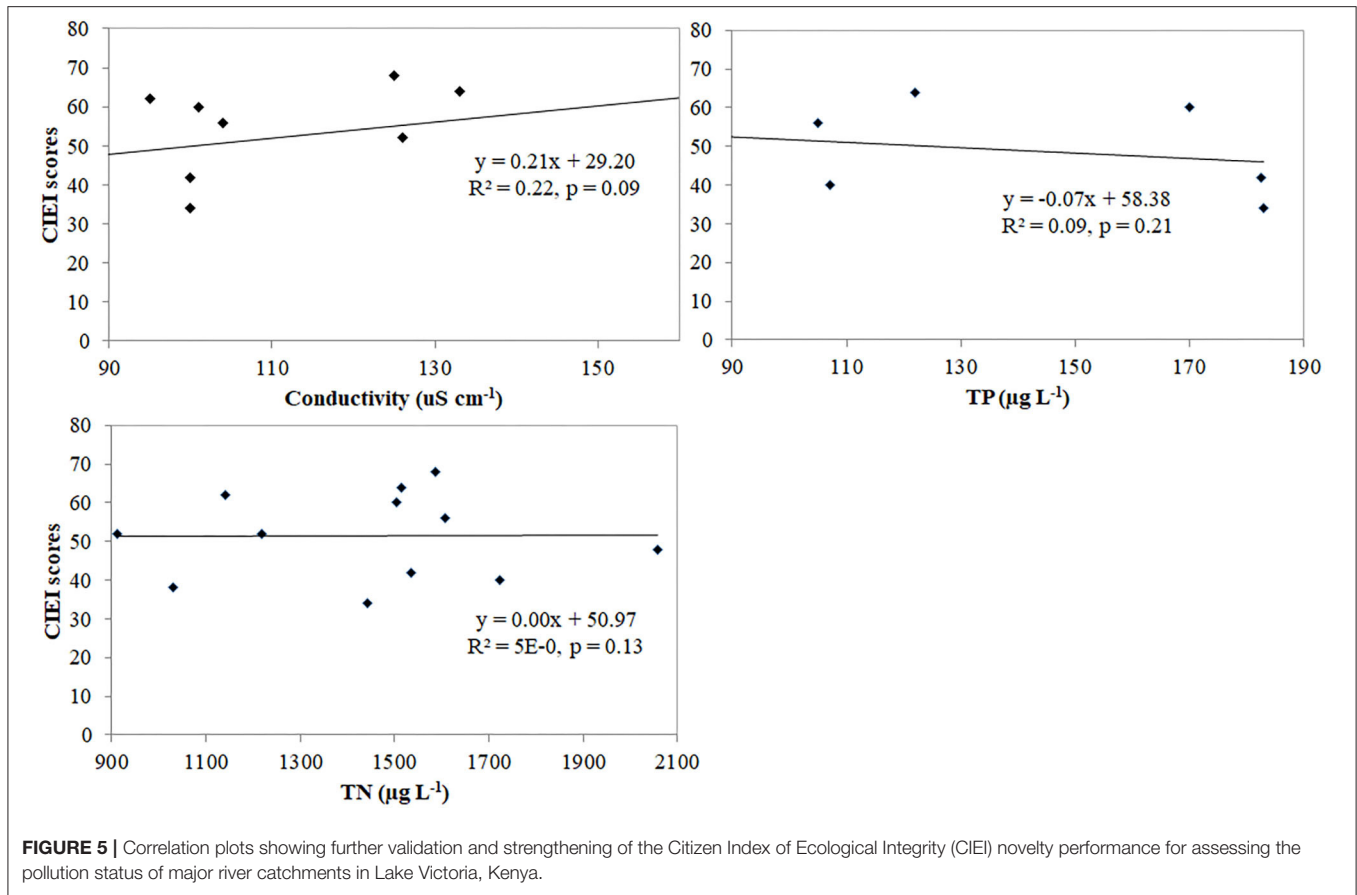 80
70
60
50
40
30
20
10
0
CIEI scores
90 110 130 150
Conductivity (uS cm⁻¹)
y = 0.21x + 29.20
R² = 0.22, p = 0.09
80
70
60
50
40
30
20
10
0
90 110 130 150 170 190
TP (µg L⁻¹)
y = -0.07x + 58.38
R² = 0.09, p = 0.21
80
70
60
50
40
30
20
10
0
CIEI scores
900 1100 1300 1500 1700 1900 2100
TN (µg L⁻¹)
y = 0.00x + 50.97
R² = 5E-0, p = 0.13
FIGURE 5 | Correlation plots showing further validation and strengthening of the Citizen Index of Ecological Integrity (CIEI) novelty performance for assessing the
pollution status of major river catchments in Lake Victoria, Kenya.